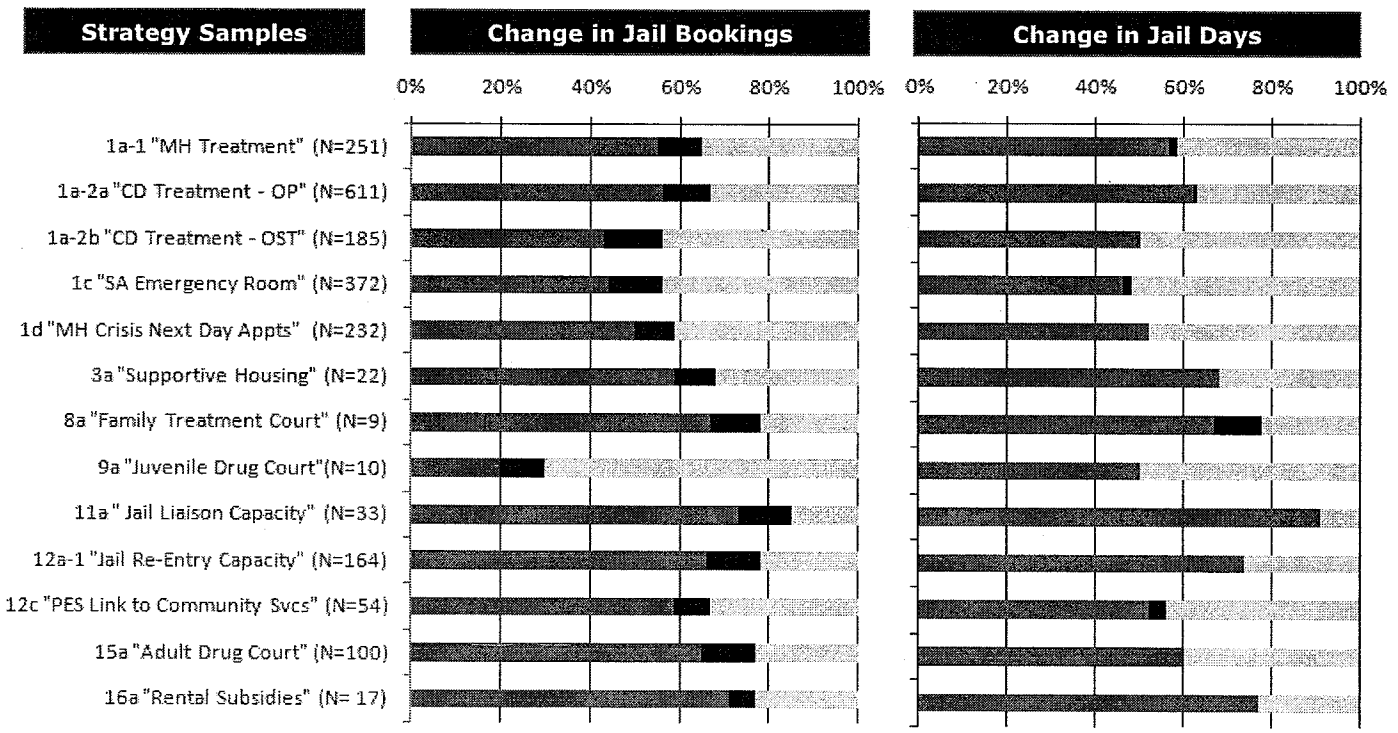 Strategy Samples
Change in Jail Bookings
Change in Jail Days
0% 20% 40% 60% 80% 100%
0% 20% 40% 60% 80% 100%
1a-1 "MH Treatment" (N=251)
1a-2a "CD Treatment - OP" (N=611)
1a-2b "CD Treatment - OST" (N=185)
1c "SA Emergency Room" (N=372)
1d "MH Crisis Next Day Appts" (N=232)
3a "Supportive Housing" (N=22)
8a "Family Treatment Court" (N=9)
9a "Juvenile Drug Court"(N=10)
11a " Jail Liaison Capacity" (N=33)
12a-1 "Jail Re-Entry Capacity" (N=164)
12c "PES Link to Community Svcs" (N=54)
15a "Adult Drug Court" (N=100)
16a "Rental Subsidies" (N= 17)